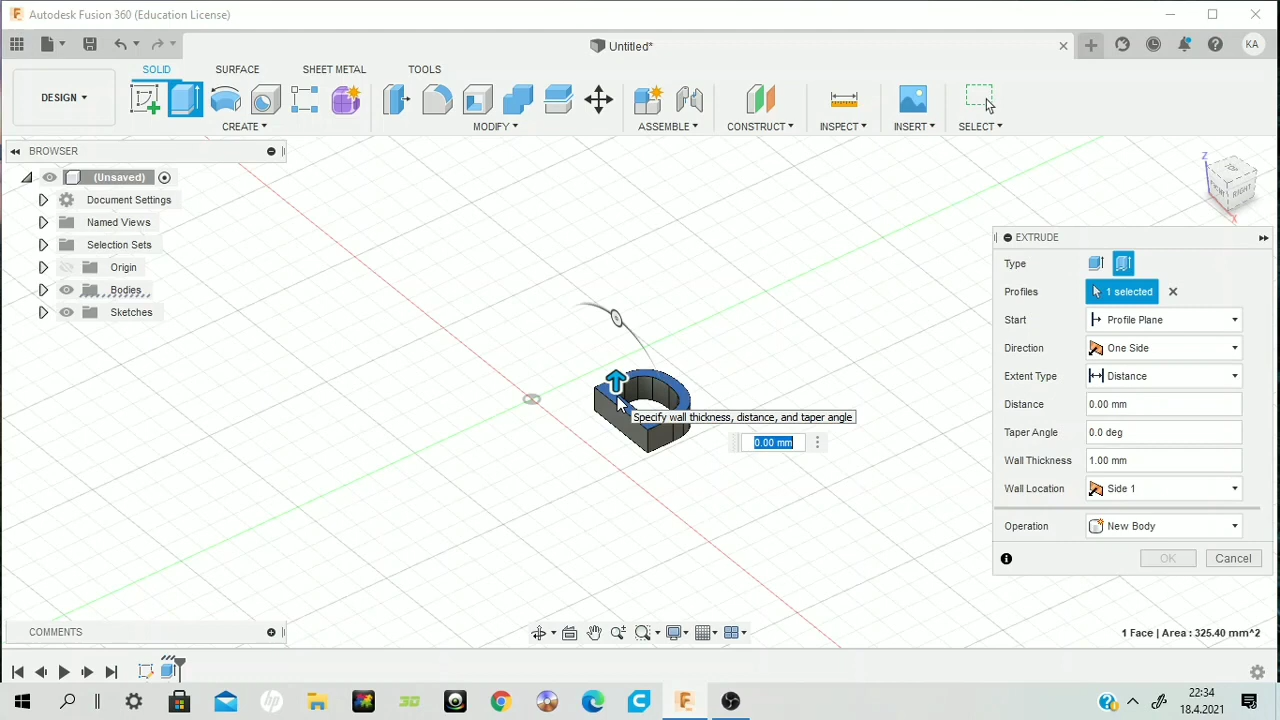 Autodesk Fusion 360 (Education License)
Untitled*
KA
DESIGN
SOLID
SURFACE
SHEET METAL
TOOLS
CREATE
MODIFY
ASSEMBLE
CONSTRUCT
INSPECT
INSERT
SELECT
BROWSER
(Unsaved)
Document Settings
Named Views
Selection Sets
Origin
Bodies
Sketches
Z
FRONT
RIGHT
X
EXTRUDE
Type
Profiles
1 selected
Start
Profile Plane
Direction
One Side
Extent Type
Distance
Distance
0.00 mm
Taper Angle
0.0 deg
Wall Thickness
1.00 mm
Wall Location
Side 1
Operation
New Body
OK
Cancel
Specify wall thickness, distance, and taper angle
0.00 mm
COMMENTS
1 Face | Area : 325.40 mm^2
22:34
18.4.2021